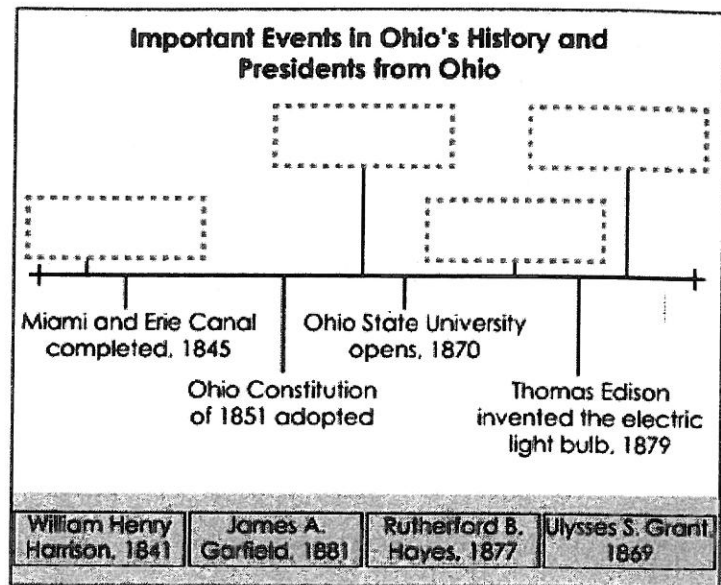 Important Events in Ohio's History and
Presidents from Ohio
Miami and Erie Canal
completed, 1845
Ohio State University
opens, 1870
Ohio Constitution
of 1851 adopted
Thomas Edison
invented the electric
light bulb, 1879
William Henry
Harrison, 1841
James A.
Garfield, 1881
Rutherford B.
Hayes, 1877
Ulysses S. Grant,
1869